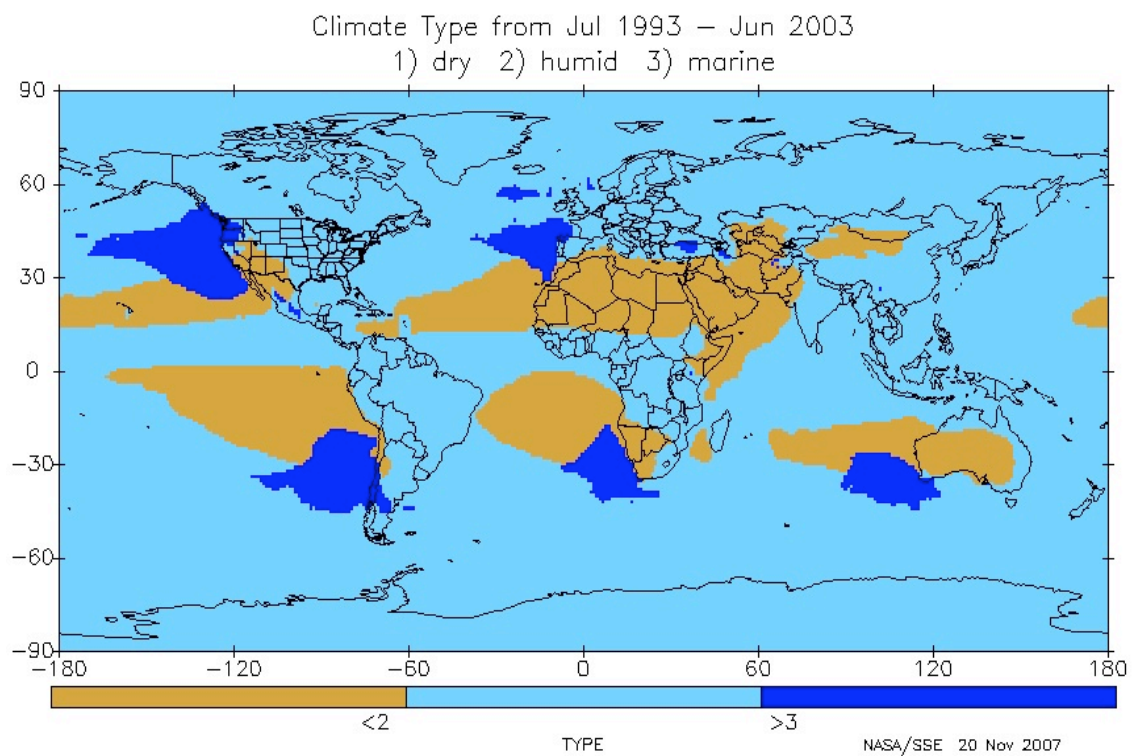 Climate Type from Jul 1993 – Jun 2003
1) dry 2) humid 3) marine
90
60
30
0
−30
−60
−90
−180 −120 −60 0 60 120 180
<2 >3
TYPE NASA/SSE 20 Nov 2007